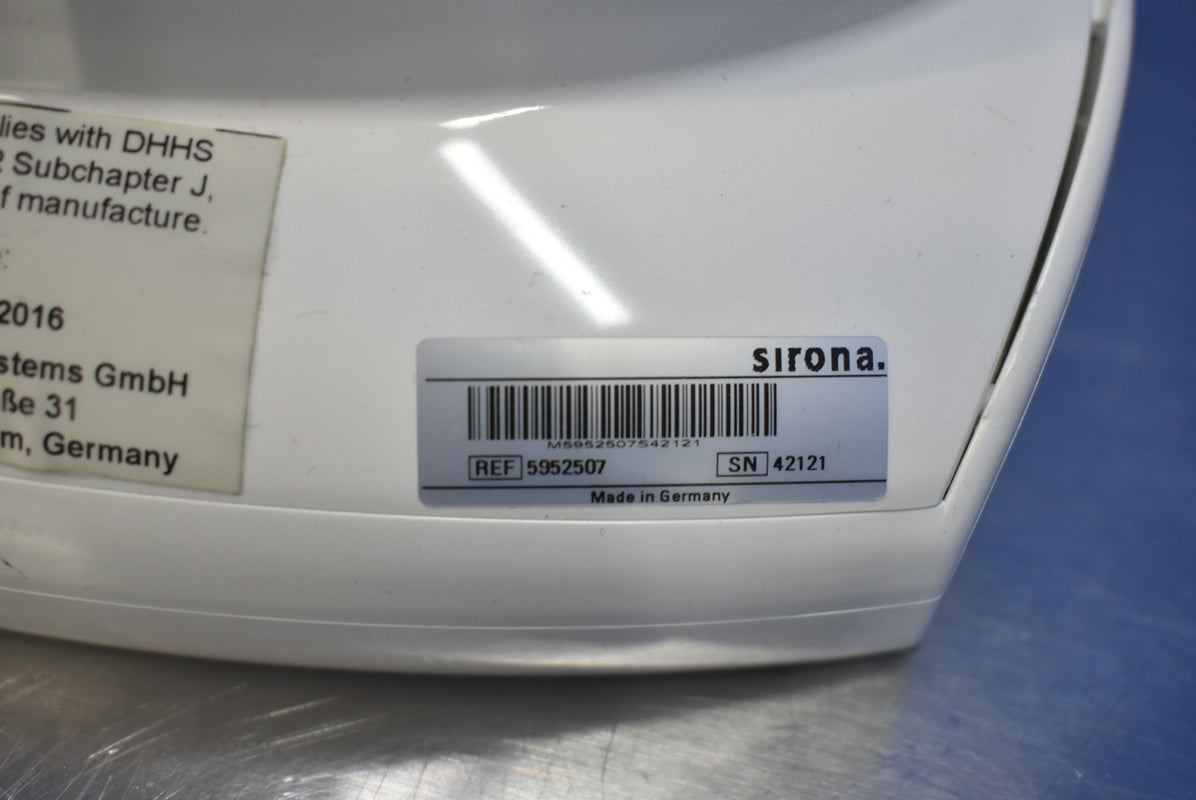 lies with DHHS
R Subchapter J,
f manufacture.
:
2016
stems GmbH
ße 31
m, Germany
sırona.
M5952507S42121
REF 5952507 SN 42121
Made in Germany